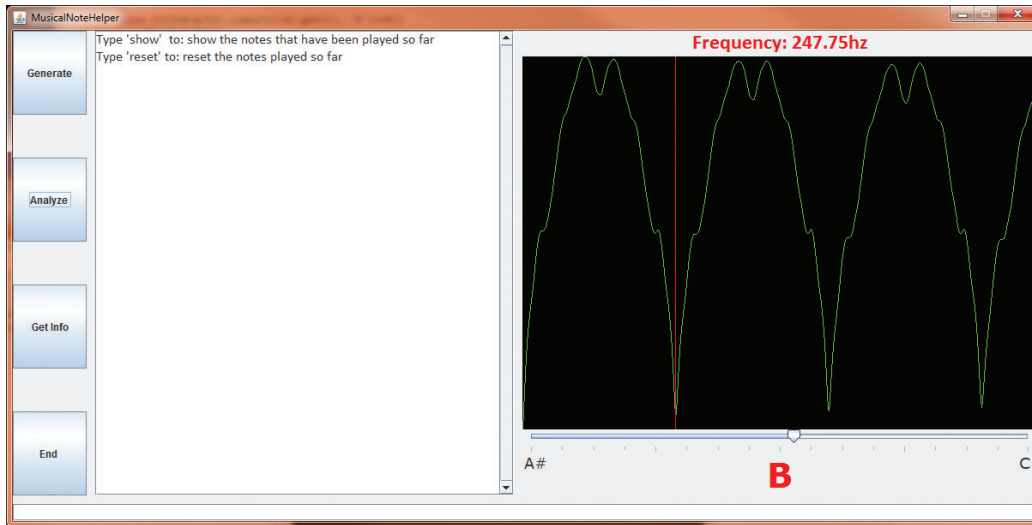 MusicalNoteHelper
Generate
Analyze
Get Info
End
Type 'show'  to: show the notes that have been played so far
Type 'reset' to: reset the notes played so far
Frequency: 247.75hz
A#
B
C